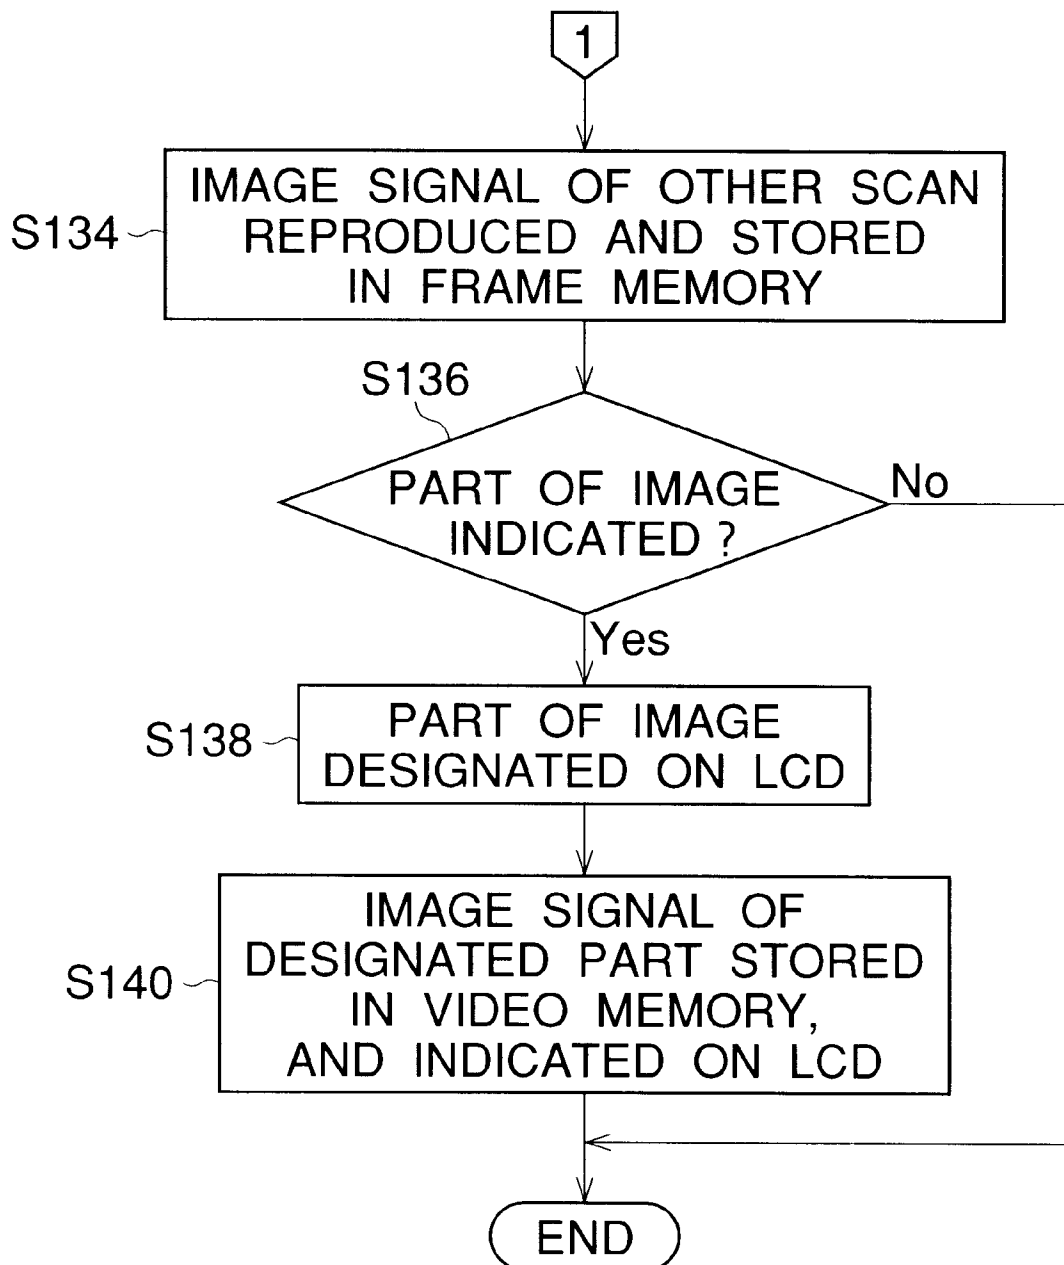 1
S134
IMAGE SIGNAL OF OTHER SCAN
REPRODUCED AND STORED
IN FRAME MEMORY
S136
PART OF IMAGE
INDICATED ?
No
Yes
S138
PART OF IMAGE
DESIGNATED ON LCD
S140
IMAGE SIGNAL OF
DESIGNATED PART STORED
IN VIDEO MEMORY,
AND INDICATED ON LCD
END